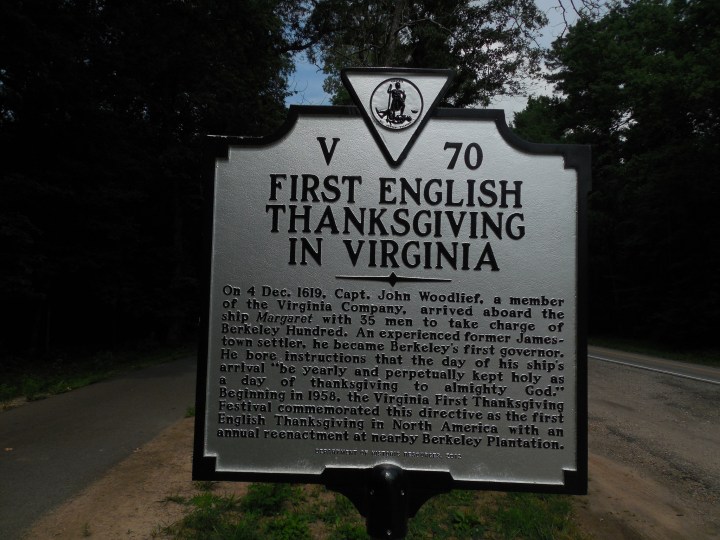 V 70
FIRST ENGLISH
THANKSGIVING
IN VIRGINIA
On 4 Dec. 1619, Capt. John Woodlief, a member
of the Virginia Company, arrived aboard the
ship Margaret with 35 men to take charge of
Berkeley Hundred. An experienced former James-
town settler, he became Berkeley's first governor.
He bore instructions that the day of his ship's
arrival "be yearly and perpetually kept holy as
a day of thanksgiving to almighty God."
Beginning in 1958, the Virginia First Thanksgiving
Festival commemorated this directive as the first
English Thanksgiving in North America with an
annual reenactment at nearby Berkeley Plantation.
DEPARTMENT OF HISTORIC RESOURCES